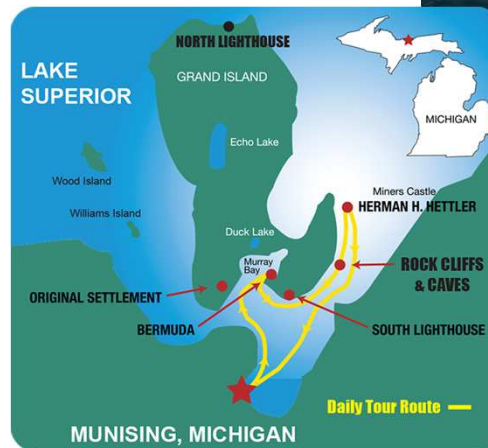 NORTH LIGHTHOUSE
LAKE
SUPERIOR
GRAND ISLAND
MICHIGAN
Echo Lake
Wood Island
Williams Island
Miners Castle
HERMAN H. HETTLER
Duck Lake
Murray
Bay
ROCK CLIFFS
& CAVES
ORIGINAL SETTLEMENT
BERMUDA
SOUTH LIGHTHOUSE
Daily Tour Route
MUNISING, MICHIGAN